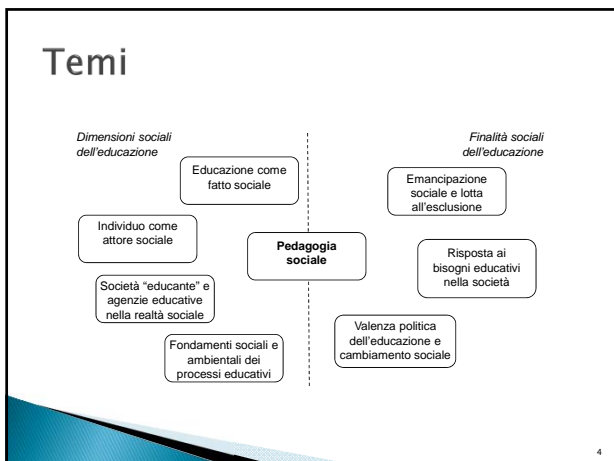 Temi
Dimensioni sociali
dell'educazione
Educazione come
fatto sociale
Individuo come
attore sociale
Società "educante" e
agenzie educative
nella realtà sociale
Fondamenti sociali e
ambientali dei
processi educativi
Pedagogia
sociale
Finalità sociali
dell'educazione
Emancipazione
sociale e lotta
all'esclusione
Risposta ai
bisogni educativi
nella società
Valenza politica
dell'educazione e
cambiamento sociale
4